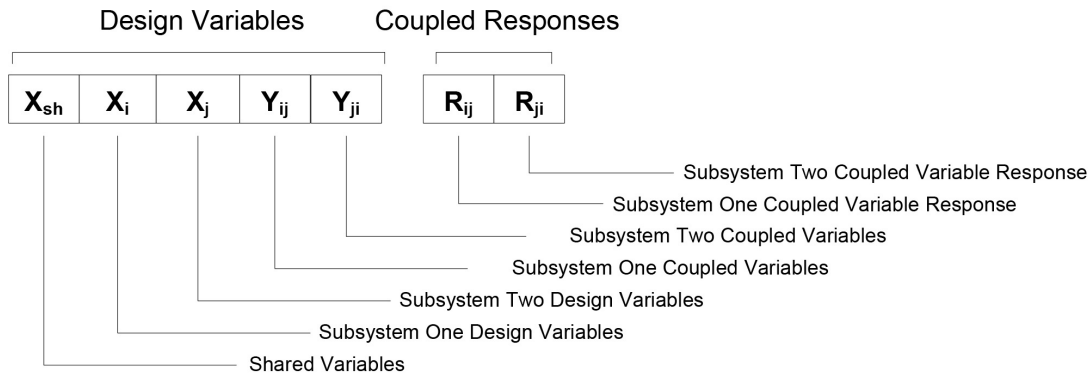 Design Variables Coupled Responses
Xsh Xi Xj Yij Yji Rij Rji
Subsystem Two Coupled Variable Response
Subsystem One Coupled Variable Response
Subsystem Two Coupled Variables
Subsystem One Coupled Variables
Subsystem Two Design Variables
Subsystem One Design Variables
Shared Variables